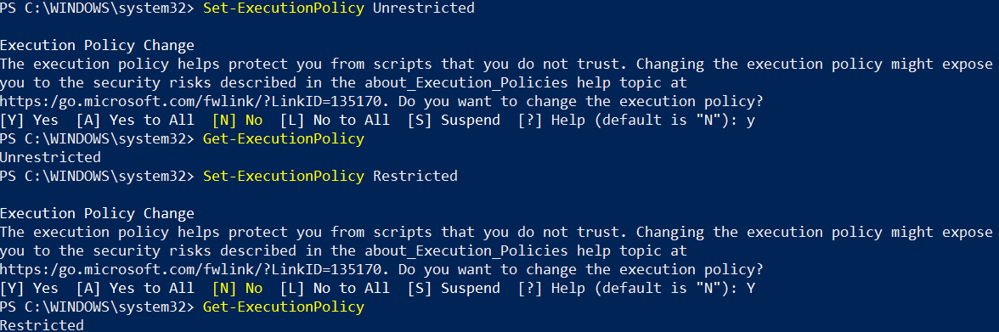 PS C:\WINDOWS\system32> Set-ExecutionPolicy Unrestricted
Execution Policy Change
The execution policy helps protect you from scripts that you do not trust. Changing the execution policy might expose
you to the security risks described in the about_Execution_Policies help topic at
https:/go.microsoft.com/fwlink/?LinkID=135170. Do you want to change the execution policy?
[Y] Yes  [A] Yes to All  [N] No  [L] No to All  [S] Suspend  [?] Help (default is "N"): y
PS C:\WINDOWS\system32> Get-ExecutionPolicy
Unrestricted
PS C:\WINDOWS\system32> Set-ExecutionPolicy Restricted
Execution Policy Change
The execution policy helps protect you from scripts that you do not trust. Changing the execution policy might expose
you to the security risks described in the about_Execution_Policies help topic at
https:/go.microsoft.com/fwlink/?LinkID=135170. Do you want to change the execution policy?
[Y] Yes  [A] Yes to All  [N] No  [L] No to All  [S] Suspend  [?] Help (default is "N"): Y
PS C:\WINDOWS\system32> Get-ExecutionPolicy
Restricted